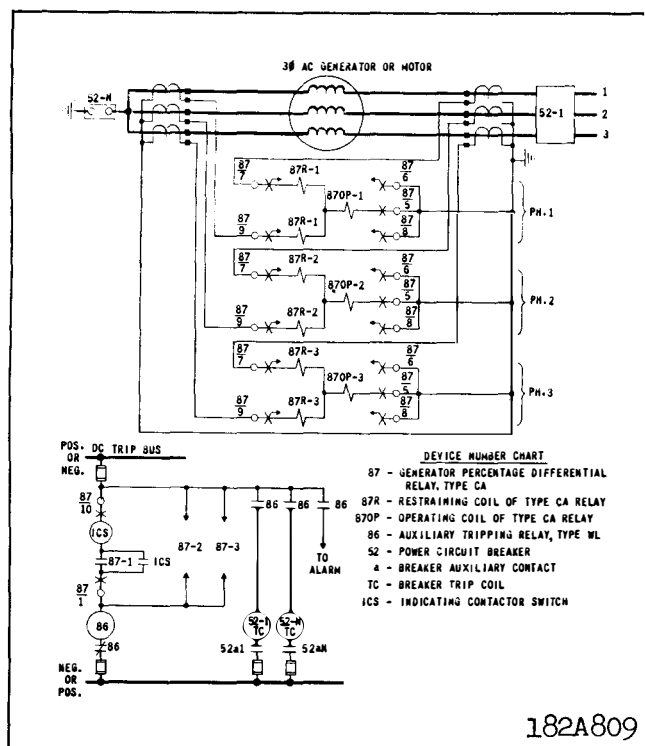 3Ø AC GENERATOR OR MOTOR
52-N
52-1
1
2
3
87
7
87R-1
87
6
87OP-1
87
5
PH.1
87
9
87R-1
87
8
87
7
87R-2
87
6
87OP-2
87
5
PH.2
87
9
87R-2
87
8
87
7
87R-3
87
6
87OP-3
87
5
PH.3
87
9
87R-3
87
8
POS.
OR
NEG.
DC TRIP BUS
87
10
ICS
87-1
ICS
87
1
86
86
NEG.
OR
POS.
87-2
87-3
86
86
86
TO
ALARM
52-1
TC
52-N
TC
52a1
52aN
DEVICE NUMBER CHART
87 - GENERATOR PERCENTAGE DIFFERENTIAL
RELAY, TYPE CA
87R - RESTRAINING COIL OF TYPE CA RELAY
87OP - OPERATING COIL OF TYPE CA RELAY
86 - AUXILIARY TRIPPING RELAY, TYPE WL
52 - POWER CIRCUIT BREAKER
a - BREAKER AUXILIARY CONTACT
TC - BREAKER TRIP COIL
ICS - INDICATING CONTACTOR SWITCH
182A809